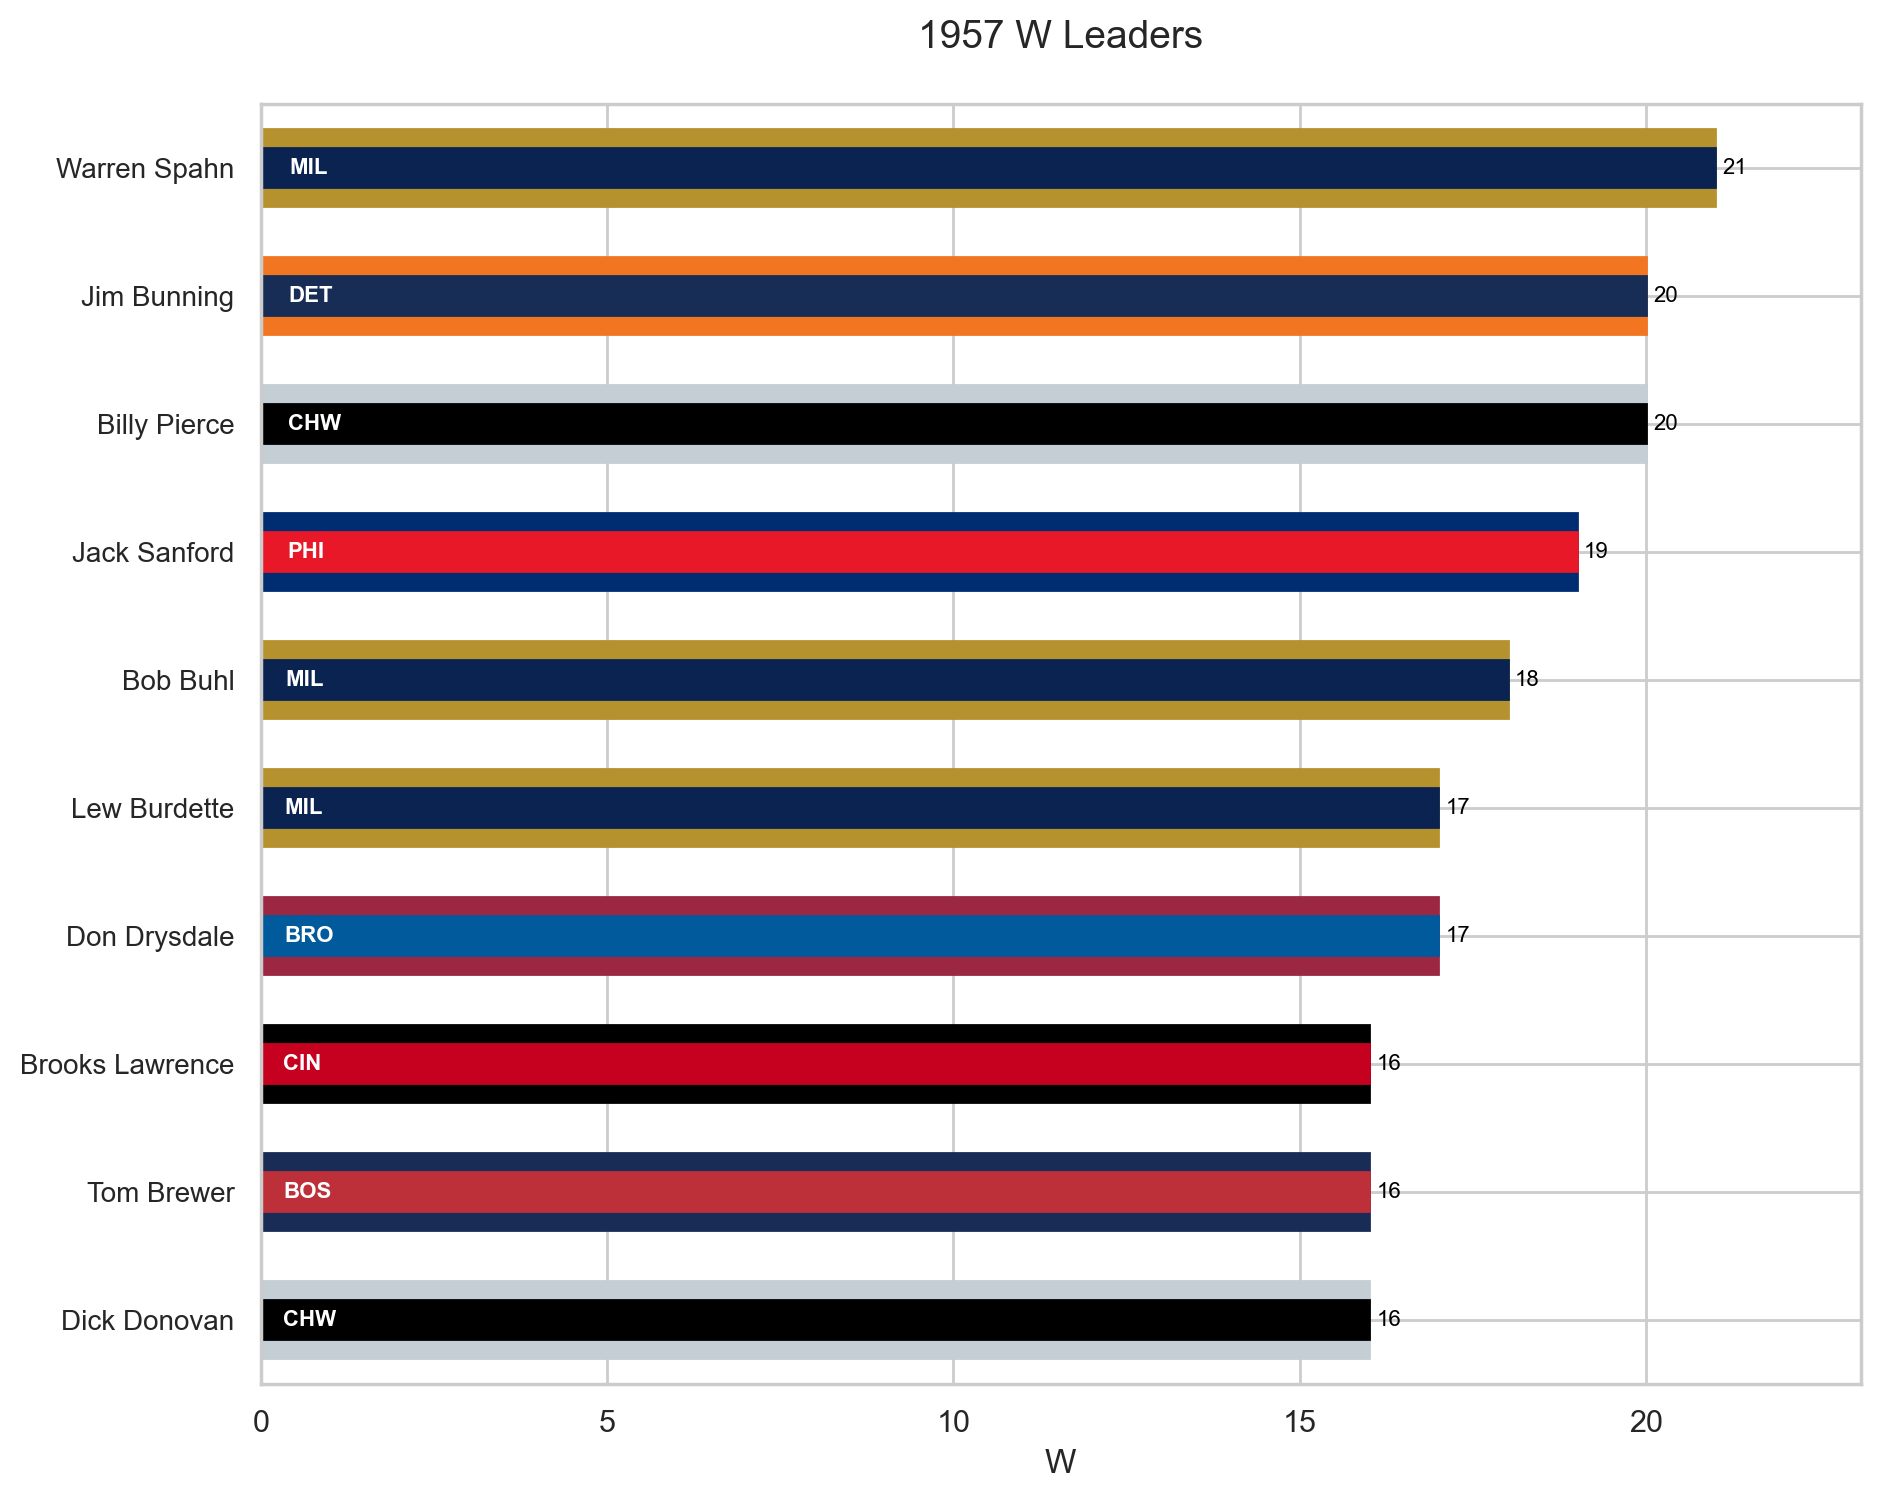 1957 W Leaders
Warren Spahn MIL 21
Jim Bunning DET 20
Billy Pierce CHW 20
Jack Sanford PHI 19
Bob Buhl MIL 18
Lew Burdette MIL 17
Don Drysdale BRO 17
Brooks Lawrence CIN 16
Tom Brewer BOS 16
Dick Donovan CHW 16
0 5 10 15 20
W